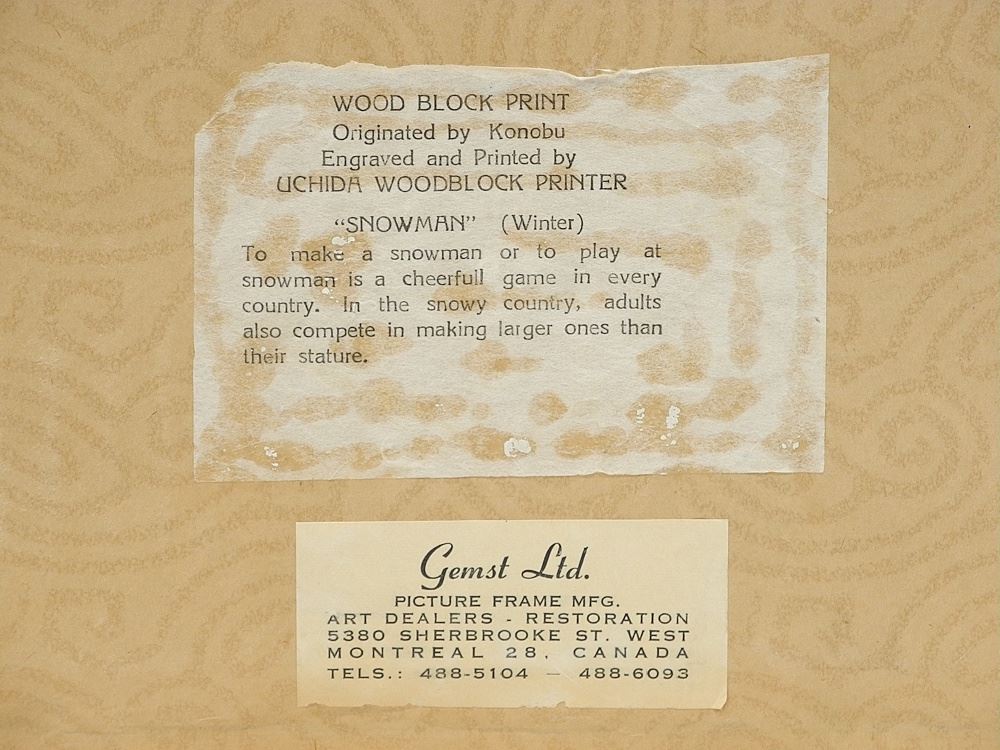 WOOD BLOCK PRINT
Originated by Konobu
Engraved and Printed by
UCHIDA WOODBLOCK PRINTER
“SNOWMAN” (Winter)
To make a snowman or to play at
snowman is a cheerfull game in every
country. In the snowy country, adults
also compete in making larger ones than
their stature.
Gemst Ltd.
PICTURE FRAME MFG.
ART DEALERS - RESTORATION
5380 SHERBROOKE ST. WEST
MONTREAL 28, CANADA
TELS.: 488-5104 — 488-6093